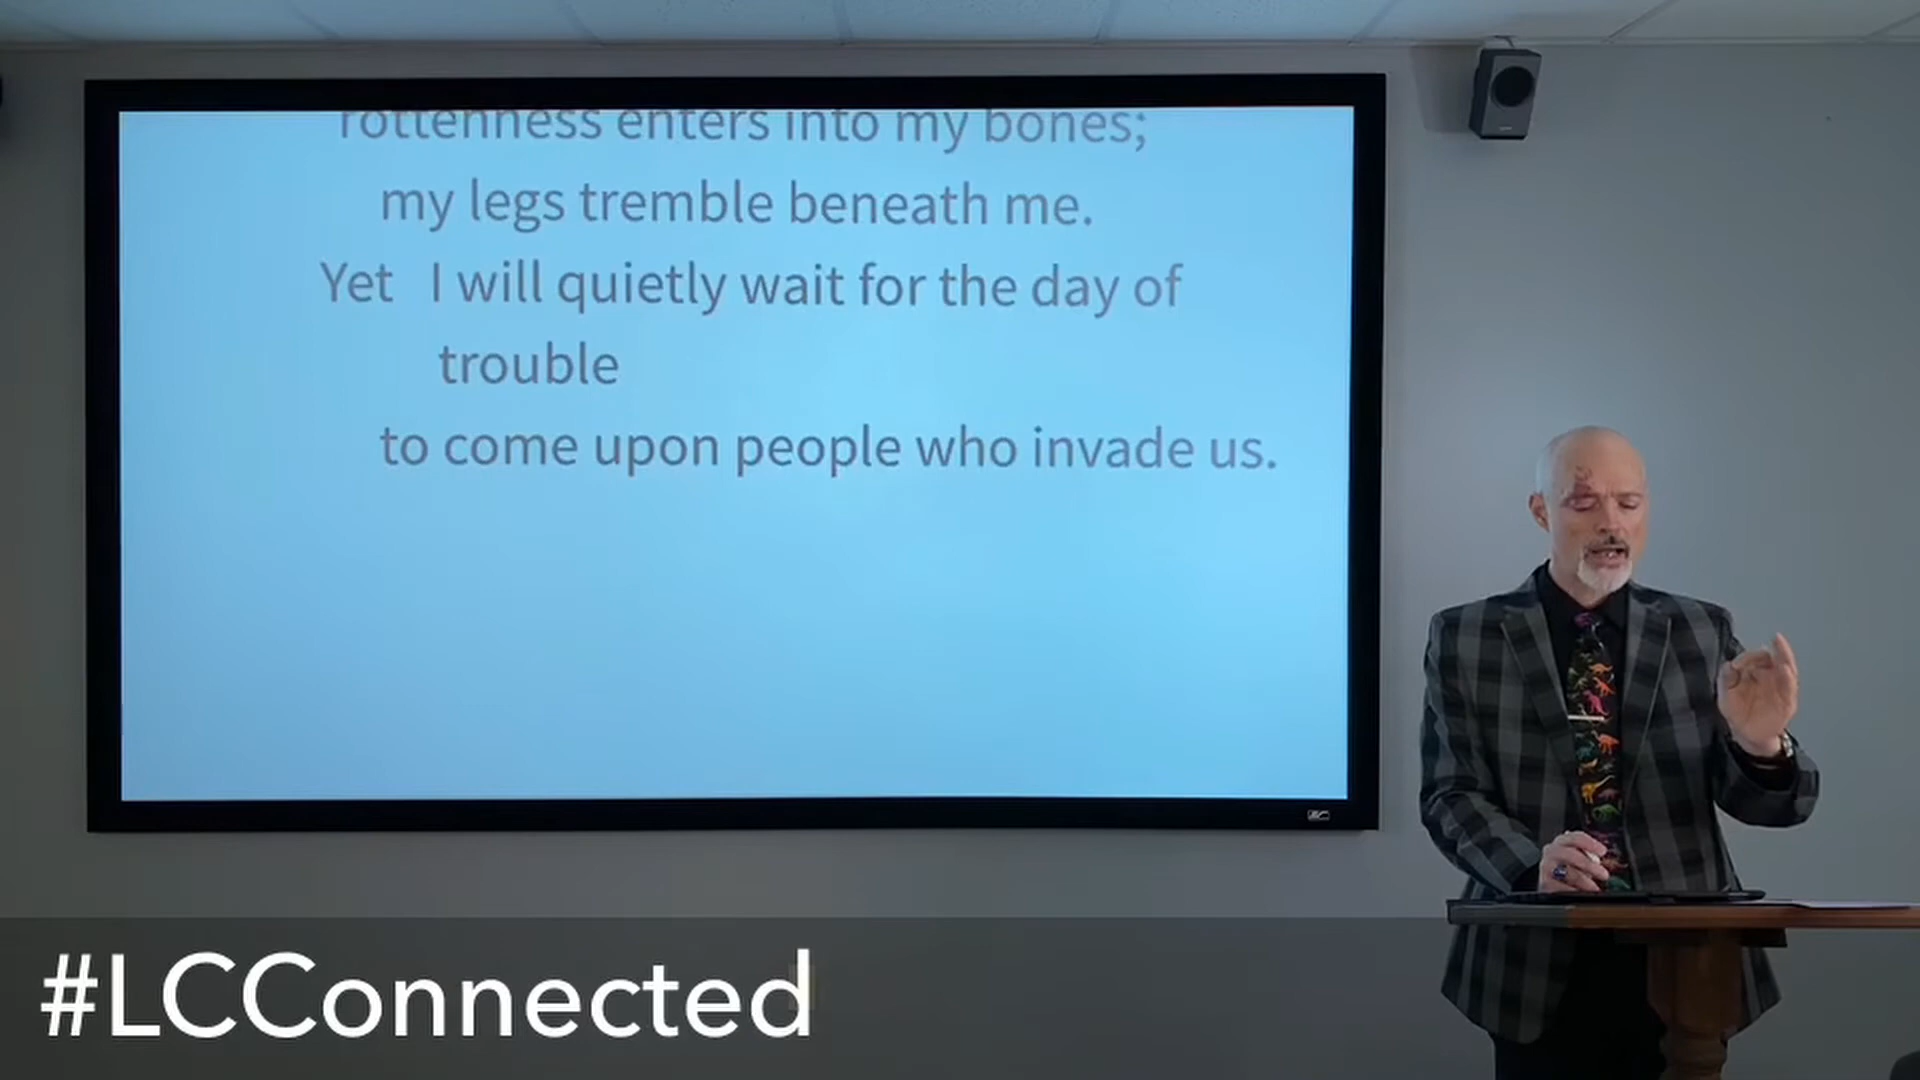 rottenness enters into my bones;
my legs tremble beneath me.
Yet I will quietly wait for the day of
trouble
to come upon people who invade us.
#LCConnected